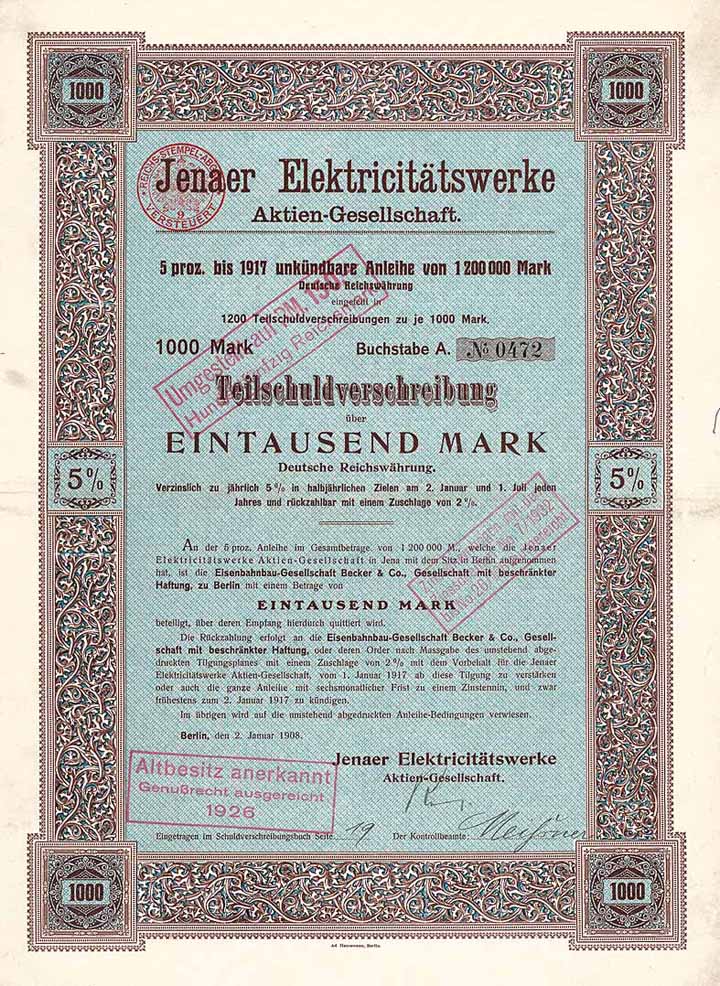 1000 1000
REICHS-STEMPEL-ABG.
VERSTEUERT
Jenaer Elektricitätswerke
Aktien-Gesellschaft.
5 proz. bis 1917 unkündbare Anleihe von 1 200 000 Mark
Deutsche Reichswährung
eingeteilt in
1200 Teilschuldverschreibungen zu je 1000 Mark.
1000 Mark Buchstabe A. № 0472
Umgestellt auf RM. 150
Teilschuldverschreibung
über
EINTAUSEND MARK
Deutsche Reichswährung.
5% 5%
Verzinslich zu jährlich 5% in halbjährlichen Zielen am 2. Januar und 1. Juli jeden
Jahres und rückzahlbar mit einem Zuschlage von 2%.
An der 5 proz. Anleihe im Gesamtbetrage von 1 200 000 M., welche die Jenaer
Elektricitätswerke Aktien-Gesellschaft in Jena mit dem Sitz in Berlin aufgenommen
hat, ist die Eisenbahnbau-Gesellschaft Becker & Co., Gesellschaft mit beschränkter
Haftung, zu Berlin mit einem Betrage von
EINTAUSEND MARK
beteiligt, über deren Empfang hierdurch quittiert wird.
Die Rückzahlung erfolgt an die Eisenbahnbau-Gesellschaft Becker & Co., Gesell-
schaft mit beschränkter Haftung, oder deren Order nach Massgabe des umstehend abge-
druckten Tilgungsplanes mit einem Zuschlage von 2% mit dem Vorbehalt für die Jenaer
Elektricitätswerke Aktien-Gesellschaft, vom 1. Januar 1917 ab diese Tilgung zu verstärken
oder auch die ganze Anleihe mit sechsmonatlicher Frist zu einem Zinstermin, und zwar
frühestens zum 2. Januar 1917 zu kündigen.
Im übrigen wird auf die umstehend abgedruckten Anleihe-Bedingungen verwiesen.
Berlin, den 2. Januar 1908.
Jenaer Elektricitätswerke
Aktien-Gesellschaft.
Altbesitz anerkannt
Genußrecht ausgereicht
1926
Eingetragen im Schuldverschreibungsbuch Seite 19 Der Kontrollbeamte: Meißner
1000 1000